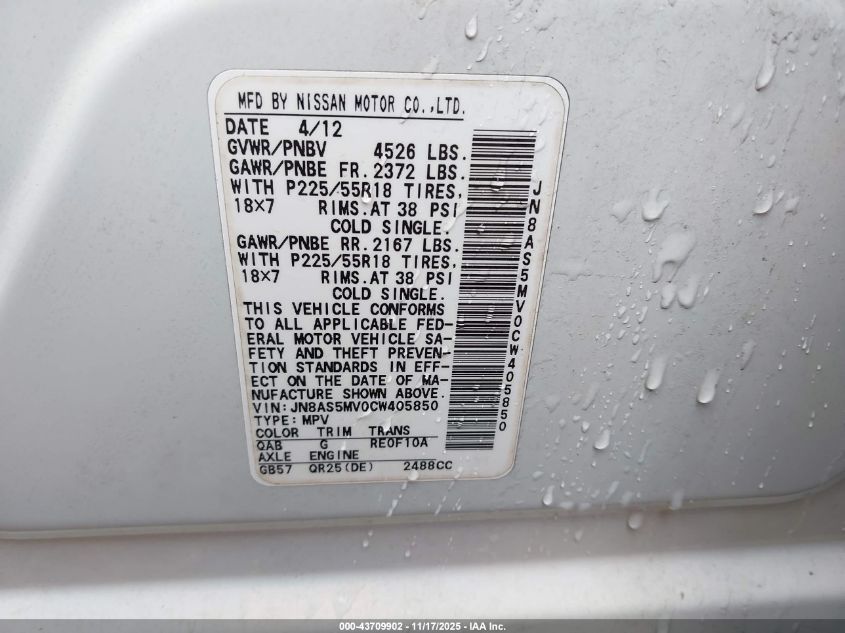 MFD BY NISSAN MOTOR CO.,LTD.
DATE 4/12
GVWR/PNBV 4526 LBS.
GAWR/PNBE FR. 2372 LBS.
WITH P225/55R18 TIRES,
18×7 RIMS.AT 38 PSI
COLD SINGLE.
GAWR/PNBE RR. 2167 LBS.
WITH P225/55R18 TIRES,
18×7 RIMS.AT 38 PSI
COLD SINGLE.
THIS VEHICLE CONFORMS
TO ALL APPLICABLE FED-
ERAL MOTOR VEHICLE SA-
FETY AND THEFT PREVEN-
TION STANDARDS IN EFF-
ECT ON THE DATE OF MA-
NUFACTURE SHOWN ABOVE.
VIN: JN8AS5MV0CW405850
TYPE: MPV
COLOR TRIM TRANS
QAB G RE0F10A
AXLE ENGINE
GB57 QR25(DE) 2488CC
JN8AS5MV0CW405850
000-43709902 - 11/17/2025 - IAA Inc.